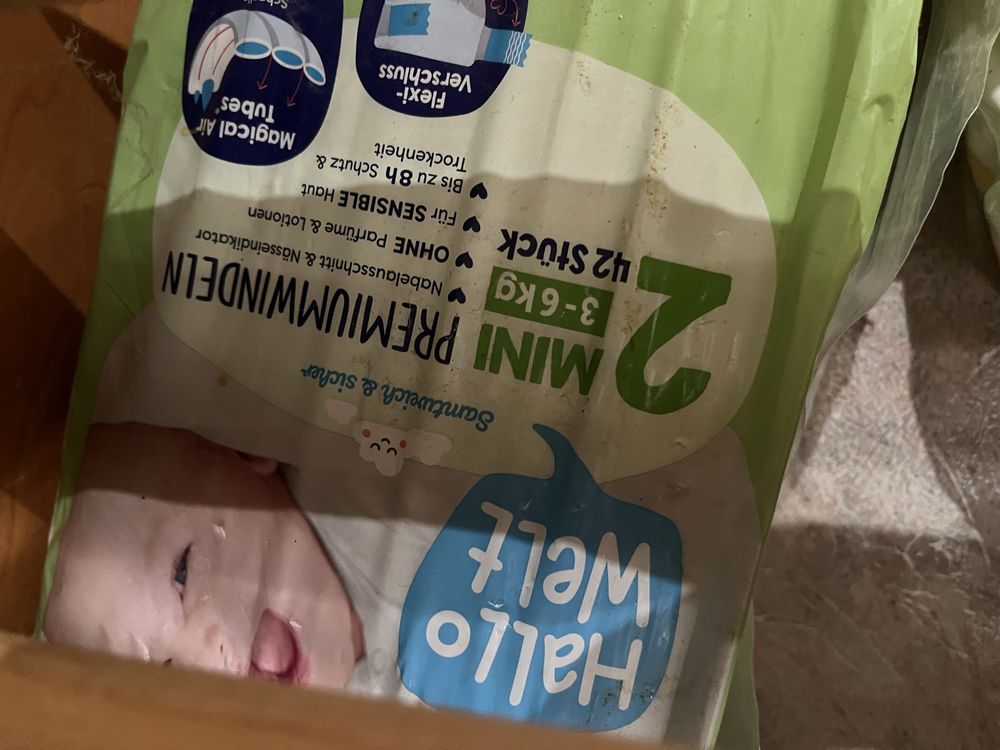 Hallo
Welt
Samtweich & sicher
PREMIUMWINDELN
Nabelausschnitt & Nässeindikator
OHNE Parfüme & Lotionen
Für SENSIBLE Haut
Bis zu 8h Schutz &
Trockenheit
2
MINI
3-6kg
42 Stück
Flexi-
Verschluss
Magical Air
Tubes®